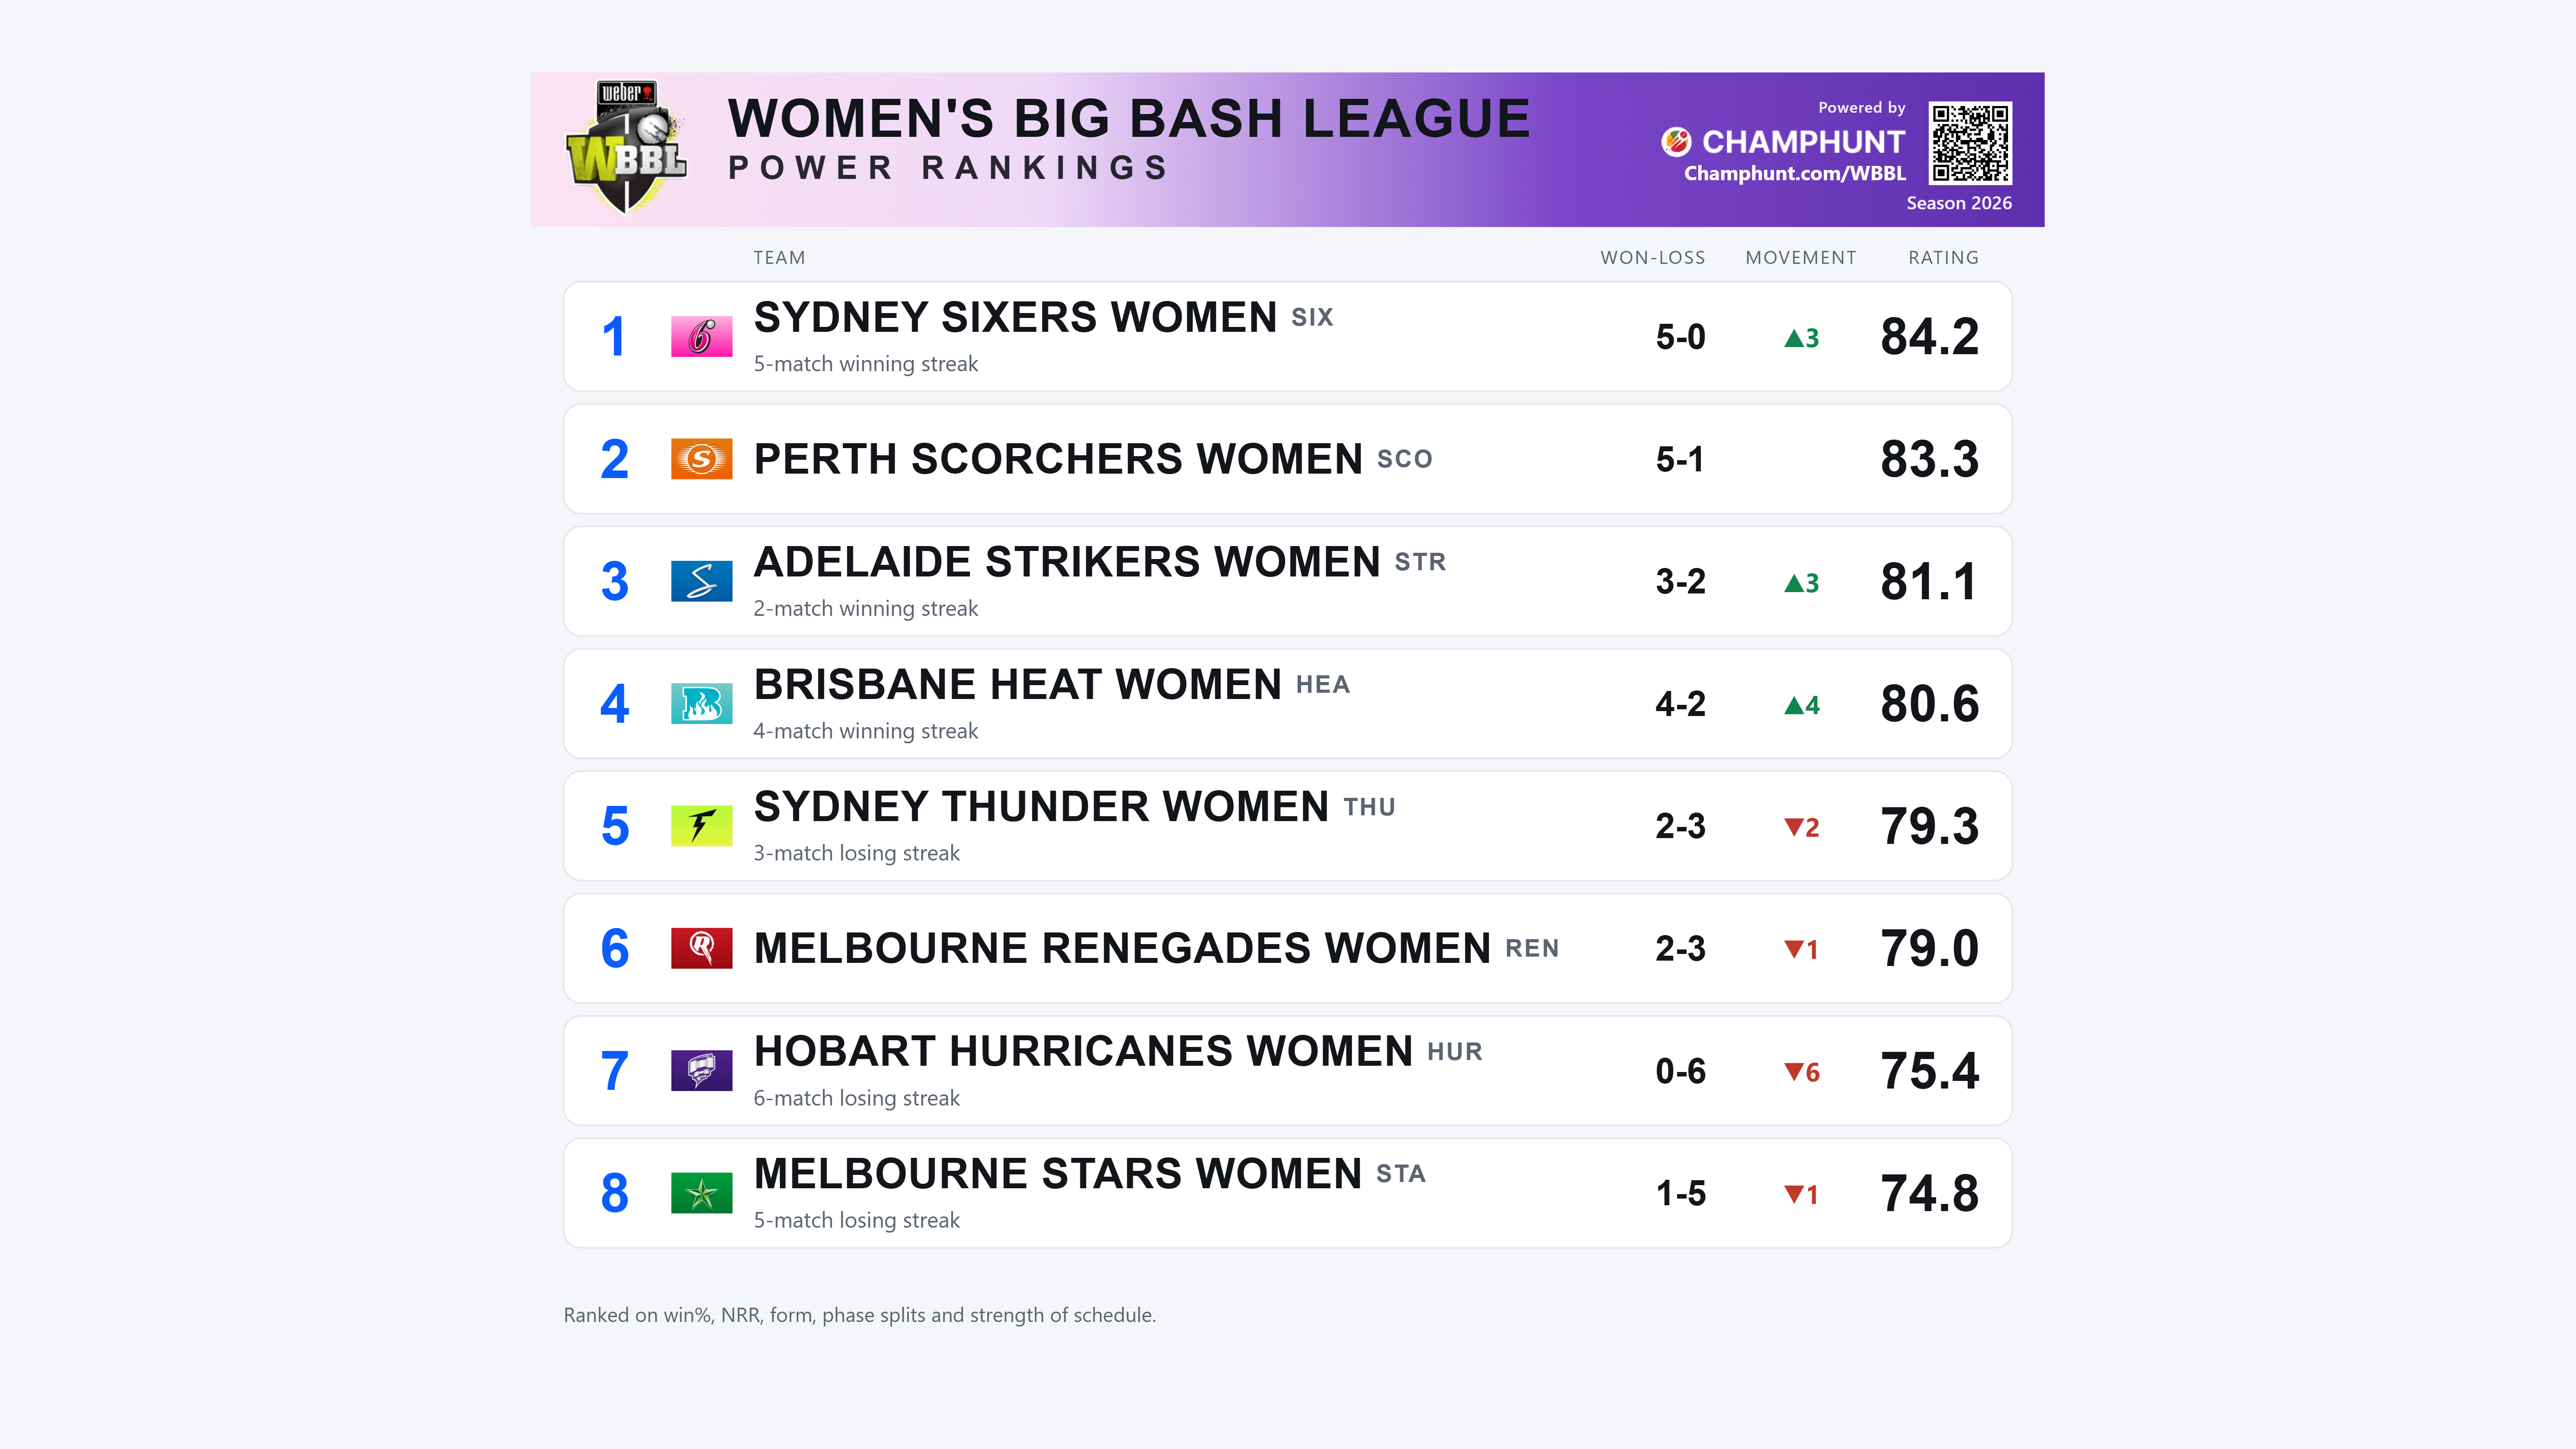 weber
WBBL
WOMEN'S BIG BASH LEAGUE
POWER RANKINGS
Powered by
CHAMPHUNT
Champhunt.com/WBBL
Season 2026
TEAM WON-LOSS MOVEMENT RATING
1 6 SYDNEY SIXERS WOMEN SIX 5-0 ▲3 84.2
5-match winning streak
2 S PERTH SCORCHERS WOMEN SCO 5-1 83.3
3 S ADELAIDE STRIKERS WOMEN STR 3-2 ▲3 81.1
2-match winning streak
4 B BRISBANE HEAT WOMEN HEA 4-2 ▲4 80.6
4-match winning streak
5 T SYDNEY THUNDER WOMEN THU 2-3 ▼2 79.3
3-match losing streak
6 R MELBOURNE RENEGADES WOMEN REN 2-3 ▼1 79.0
7 HOBART HURRICANES WOMEN HUR 0-6 ▼6 75.4
6-match losing streak
8 MELBOURNE STARS WOMEN STA 1-5 ▼1 74.8
5-match losing streak
Ranked on win%, NRR, form, phase splits and strength of schedule.